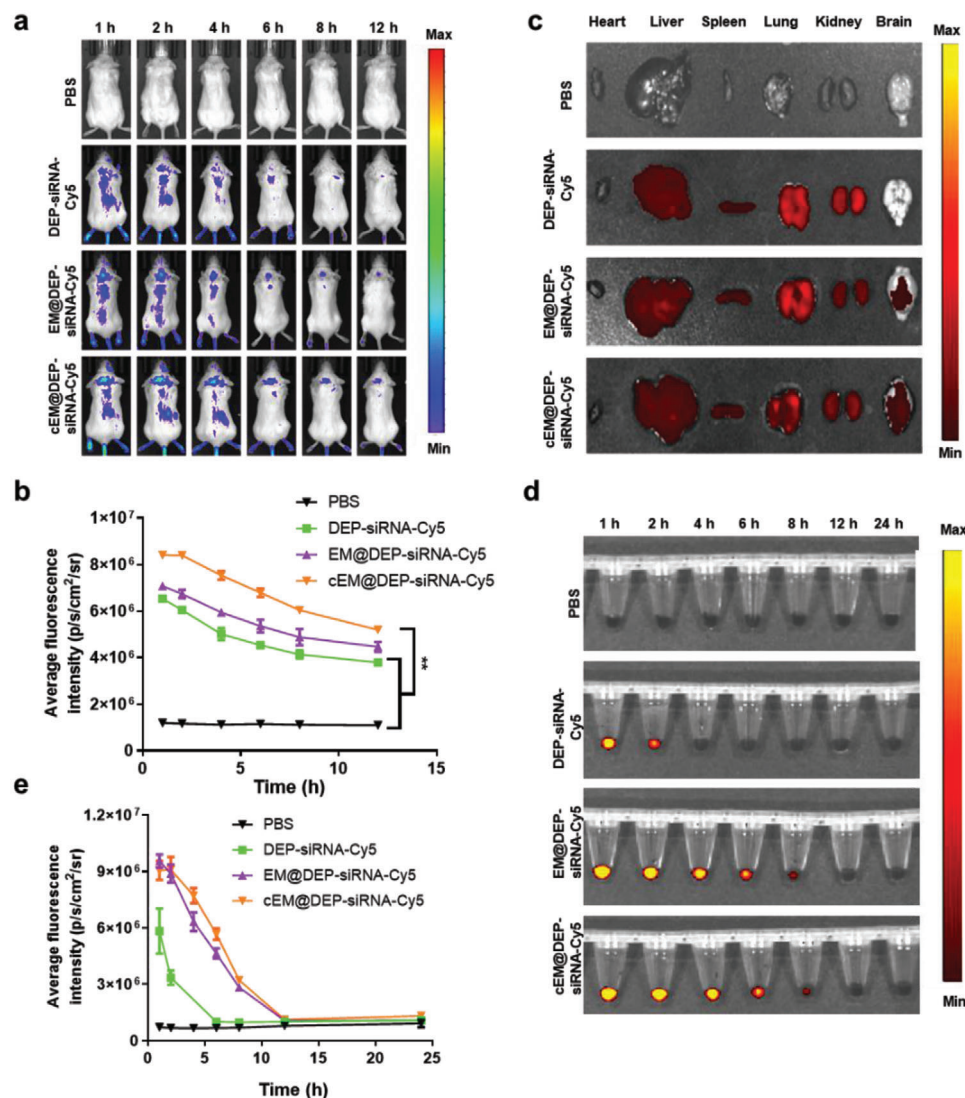 a
1 h 2 h 4 h 6 h 8 h 12 h
Max
PBS
DEP-siRNA-
Cy5
EM@DEP-
siRNA-Cy5
cEM@DEP-
siRNA-Cy5
Min
b
PBS
DEP-siRNA-Cy5
EM@DEP-siRNA-Cy5
cEM@DEP-siRNA-Cy5
Average fluorescence
intensity (p/s/cm²/sr)
1×10⁷
8×10⁶
6×10⁶
4×10⁶
2×10⁶
0
**
0 5 10 15
Time (h)
e
PBS
DEP-siRNA-Cy5
EM@DEP-siRNA-Cy5
cEM@DEP-siRNA-Cy5
Average fluorescence
intensity (p/s/cm²/sr)
1.2×10⁷
9×10⁶
6×10⁶
3×10⁶
0
0 5 10 15 20 25
Time (h)
c
Heart Liver Spleen Lung Kidney Brain
Max
PBS
DEP-siRNA-
Cy5
EM@DEP-
siRNA-Cy5
cEM@DEP-
siRNA-Cy5
Min
d
1 h 2 h 4 h 6 h 8 h 12 h 24 h
Max
PBS
DEP-siRNA-
Cy5
EM@DEP-
siRNA-Cy5
cEM@DEP-
siRNA-Cy5
Min